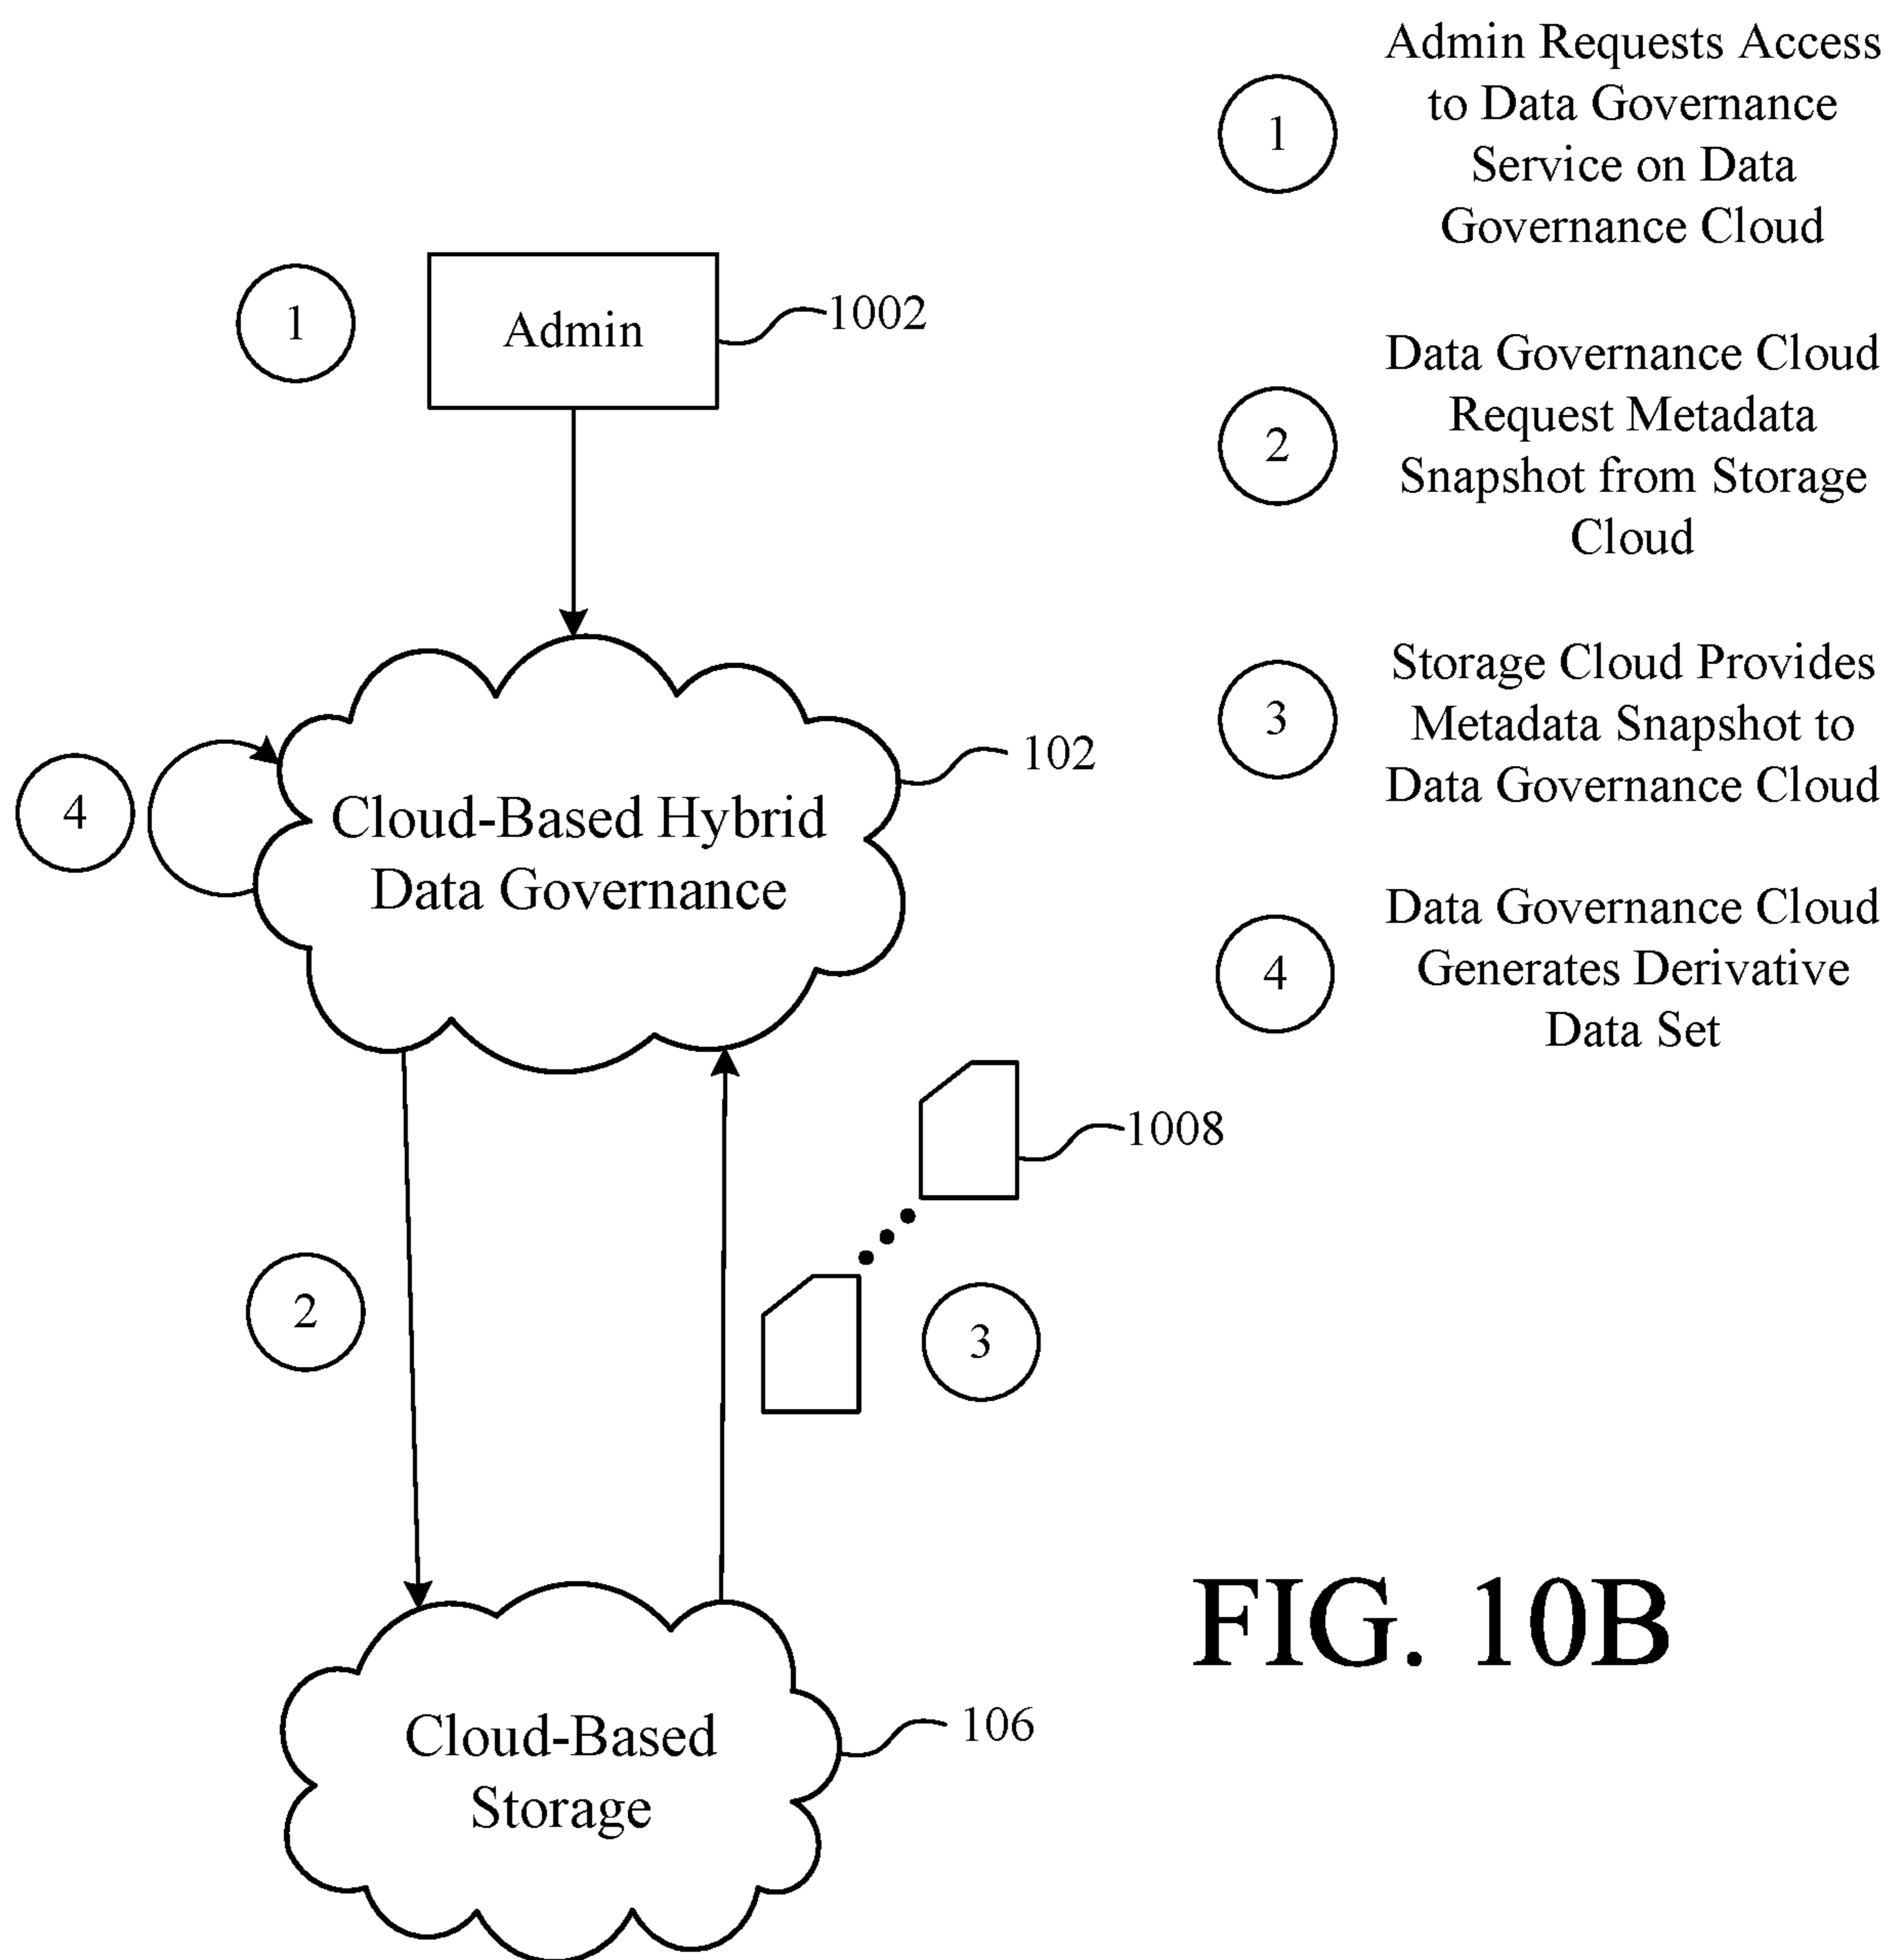 1
Admin
1002
4
Cloud-Based Hybrid
Data Governance
102
1008
2
3
Cloud-Based
Storage
106
1
Admin Requests Access
to Data Governance
Service on Data
Governance Cloud
2
Data Governance Cloud
Request Metadata
Snapshot from Storage
Cloud
3
Storage Cloud Provides
Metadata Snapshot to
Data Governance Cloud
4
Data Governance Cloud
Generates Derivative
Data Set
FIG. 10B